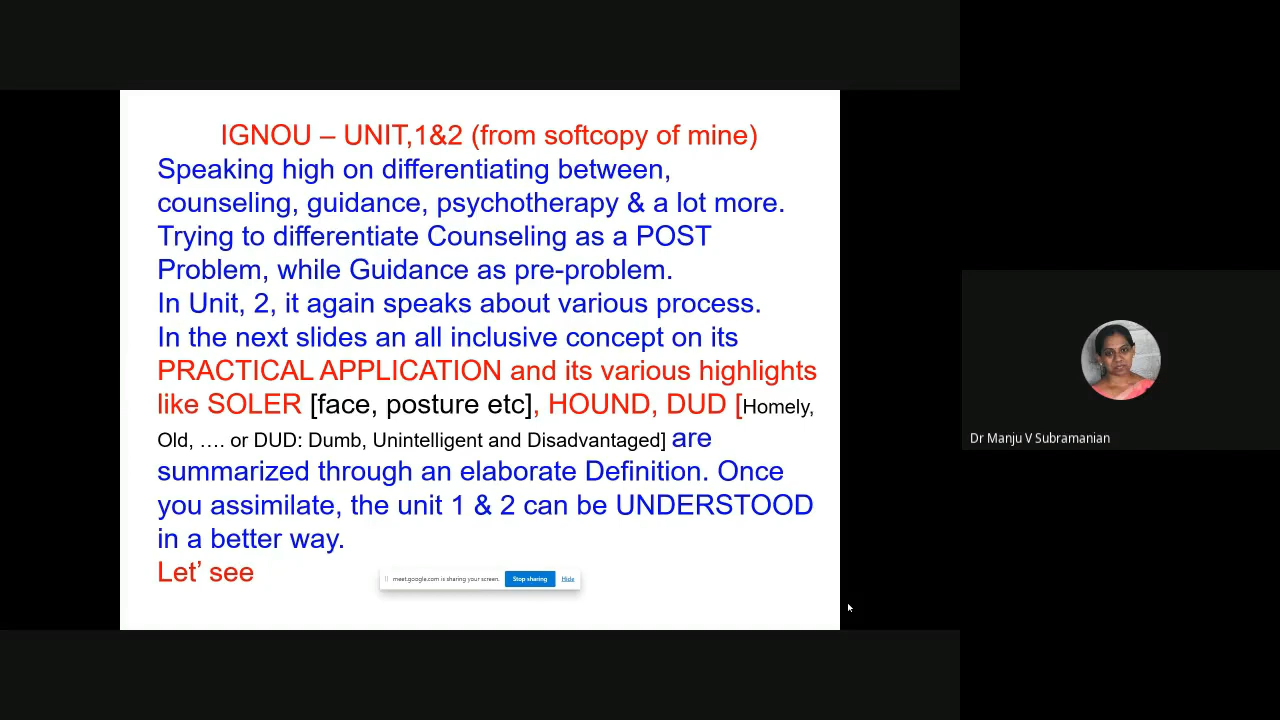 IGNOU – UNIT,1&2 (from softcopy of mine)
Speaking high on differentiating between,
counseling, guidance, psychotherapy & a lot more.
Trying to differentiate Counseling as a POST
Problem, while Guidance as pre-problem.
In Unit, 2, it again speaks about various process.
In the next slides an all inclusive concept on its
PRACTICAL APPLICATION and its various highlights
like SOLER [face, posture etc], HOUND, DUD [Homely,
Old, …. or DUD: Dumb, Unintelligent and Disadvantaged] are
summarized through an elaborate Definition. Once
you assimilate, the unit 1 & 2 can be UNDERSTOOD
in a better way.
Let’ see
meet.google.com is sharing your screen. Stop sharing Hide
Dr Manju V Subramanian